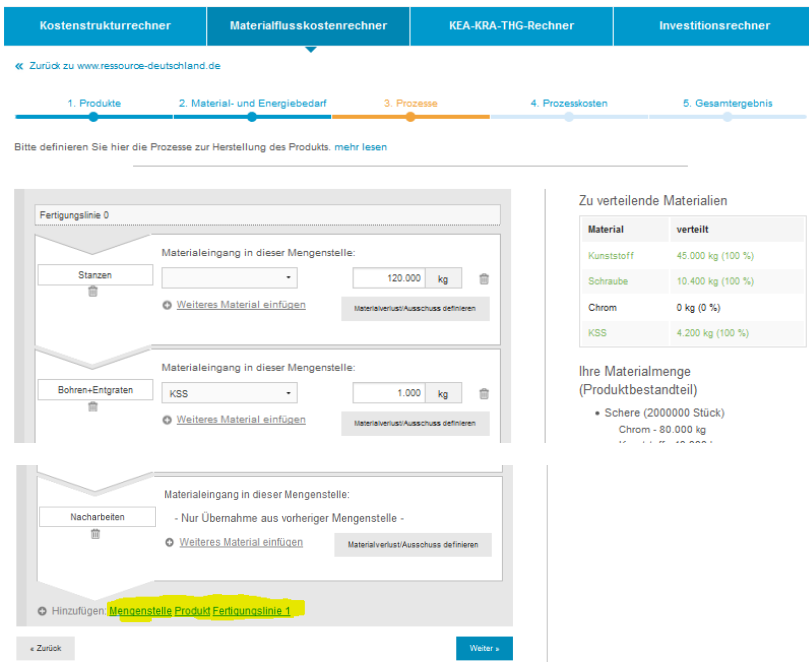 Kostenstrukturrechner Materialflusskostenrechner KEA-KRA-THG-Rechner Investitionsrechner
« Zurück zu www.ressource-deutschland.de
1. Produkte 2. Material- und Energiebedarf 3. Prozesse 4. Prozesskosten 5. Gesamtergebnis
Bitte definieren Sie hier die Prozesse zur Herstellung des Produkts. mehr lesen
Fertigungslinie 0
Stanzen
Materialeingang in dieser Mengenstelle:
120.000 kg
Weiteres Material einfügen
Materialverlust/Ausschuss definieren
Bohren+Entgraten
Materialeingang in dieser Mengenstelle:
KSS 1.000 kg
Weiteres Material einfügen
Materialverlust/Ausschuss definieren
Nacharbeiten
Materialeingang in dieser Mengenstelle:
- Nur Übernahme aus vorheriger Mengenstelle -
Weiteres Material einfügen
Materialverlust/Ausschuss definieren
Hinzufügen: Mengenstelle Produkt Fertigungslinie 1
« Zurück
Weiter »
Zu verteilende Materialien
Material verteilt
Kunststoff 45.000 kg (100 %)
Schraube 10.400 kg (100 %)
Chrom 0 kg (0 %)
KSS 4.200 kg (100 %)
Ihre Materialmenge
(Produktbestandteil)
• Schere (2000000 Stück)
Chrom - 80.000 kg